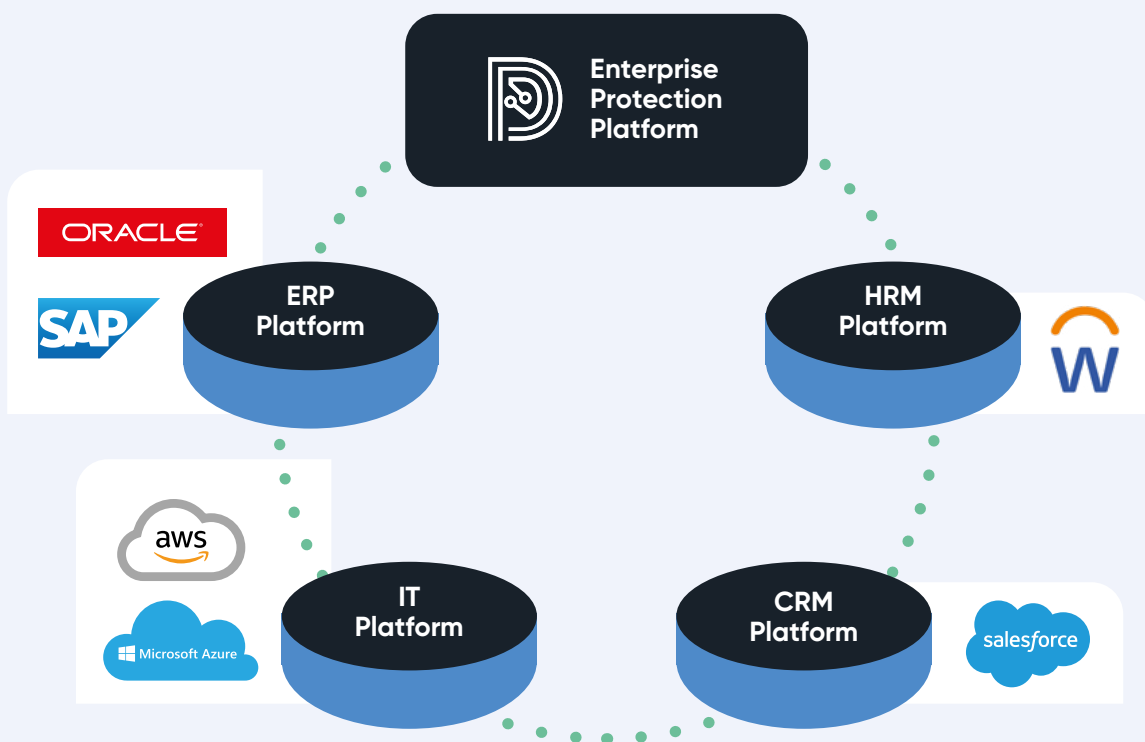 Enterprise
Protection
Platform
ORACLE
SAP
ERP
Platform
HRM
Platform
W
aws
Microsoft Azure
IT
Platform
CRM
Platform
salesforce